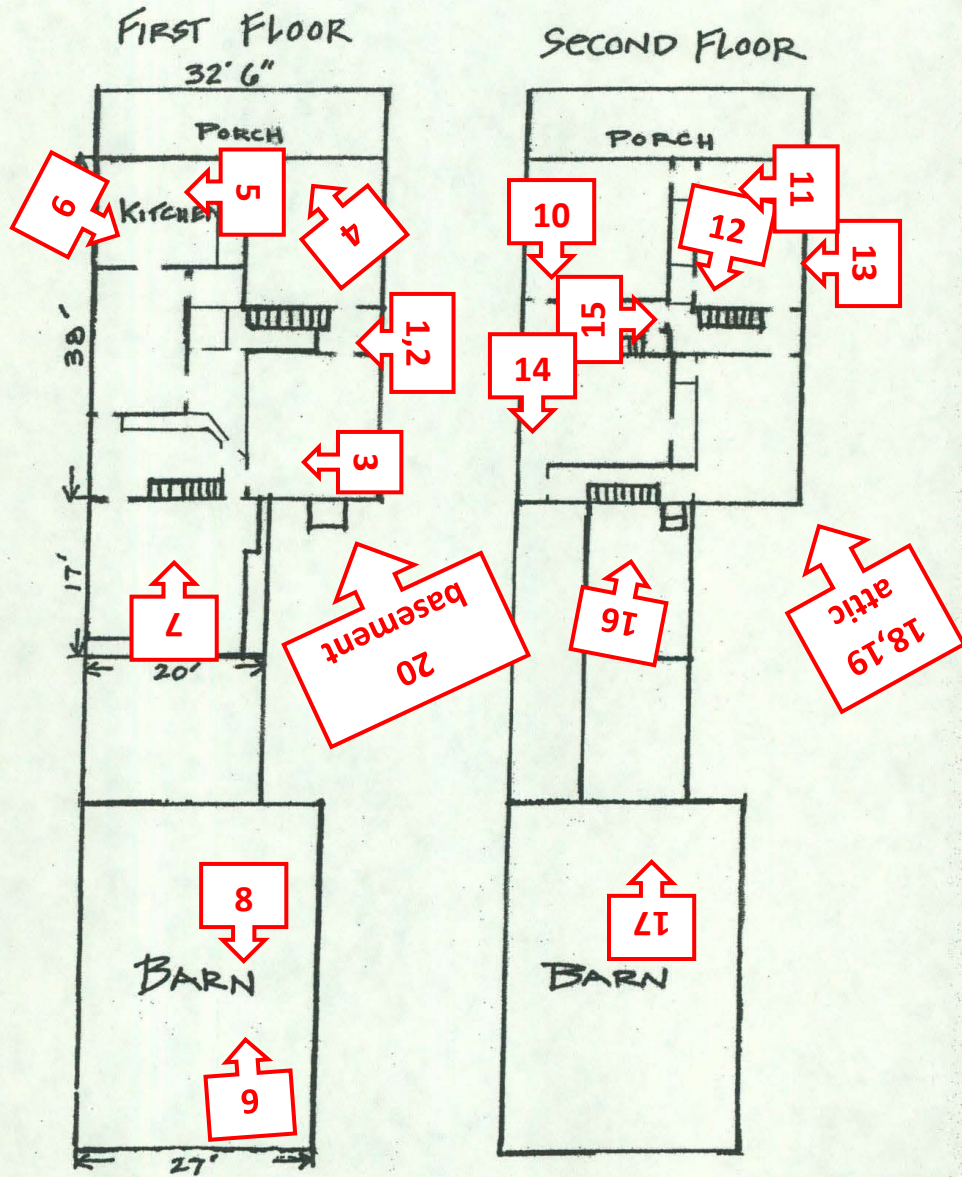 FIRST FLOOR
SECOND FLOOR
32' 6"
PORCH
PORCH
6
KITCHEN
5
4
10
11
12
13
38'
1,2
15
14
3
17'
7
20'
20
basement
16
18,19
attic
8
BARN
9
27'
17
BARN